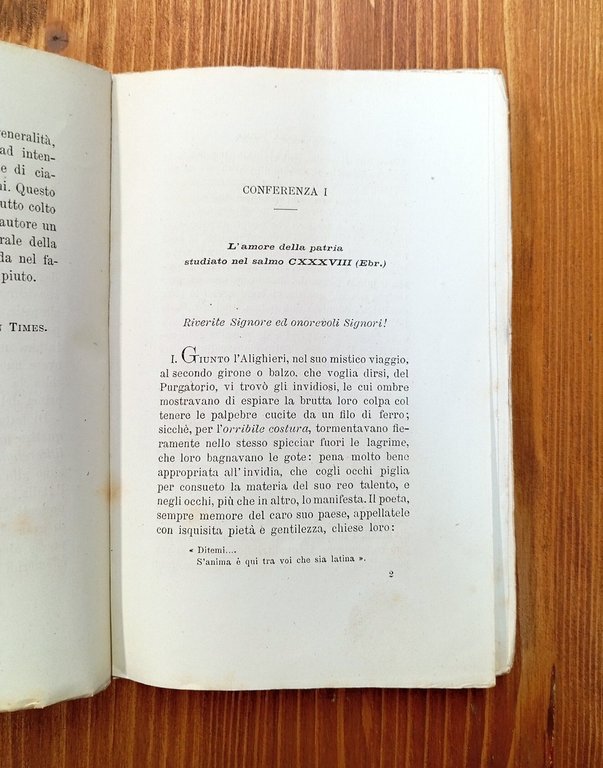 eneralità,
ad inten-
e di cia-
ni. Questo
utto colto
autore un
rale della
da nel fa-
piuto.
TIMES.
CONFERENZA I
L'amore della patria
studiato nel salmo CXXXVIII (Ebr.)
Riverite Signore ed onorevoli Signori!
I. GIUNTO l'Alighieri, nel suo mistico viaggio,
al secondo girone o balzo, che voglia dirsi, del
Purgatorio, vi trovò gli invidiosi, le cui ombre
mostravano di espiare la brutta loro colpa col
tenere le palpebre cucite da un filo di ferro;
sicchè, per l'orribile costura, tormentavano fie-
ramente nello stesso spicciar fuori le lagrime,
che loro bagnavano le gote: pena molto bene
appropriata all'invidia, che cogli occhi piglia
per consueto la materia del suo reo talento, e
negli occhi, più che in altro, lo manifesta. Il poeta,
sempre memore del caro suo paese, appellatele
con isquisita pietà e gentilezza, chiese loro:
« Ditemi....
S'anima è qui tra voi che sia latina ».
2